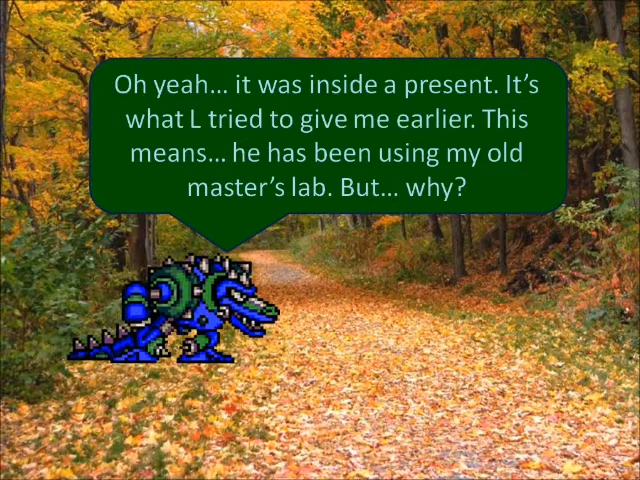 Oh yeah… it was inside a present. It’s
what L tried to give me earlier. This
means… he has been using my old
master’s lab. But… why?